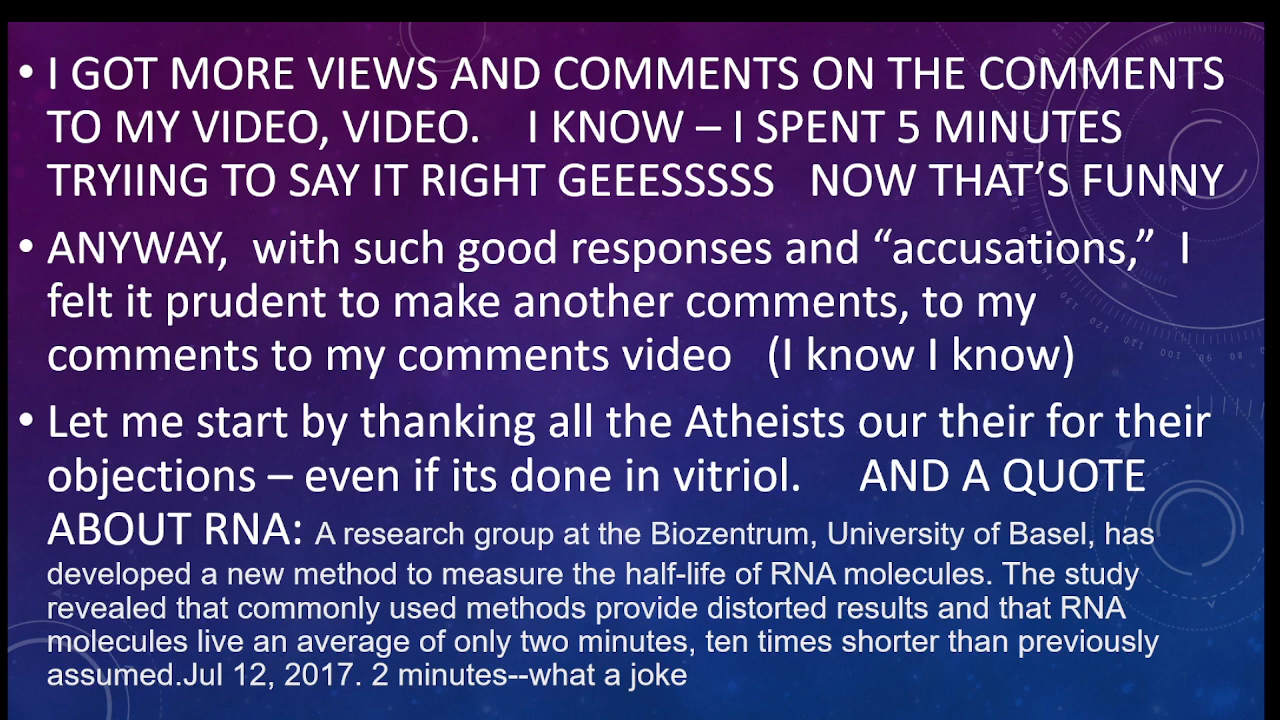 • I GOT MORE VIEWS AND COMMENTS ON THE COMMENTS
TO MY VIDEO, VIDEO. I KNOW – I SPENT 5 MINUTES
TRYIING TO SAY IT RIGHT GEEESSSSS NOW THAT’S FUNNY
• ANYWAY, with such good responses and “accusations,” I
felt it prudent to make another comments, to my
comments to my comments video (I know I know)
• Let me start by thanking all the Atheists our their for their
objections – even if its done in vitriol. AND A QUOTE
ABOUT RNA: A research group at the Biozentrum, University of Basel, has
developed a new method to measure the half-life of RNA molecules. The study
revealed that commonly used methods provide distorted results and that RNA
molecules live an average of only two minutes, ten times shorter than previously
assumed.Jul 12, 2017. 2 minutes--what a joke